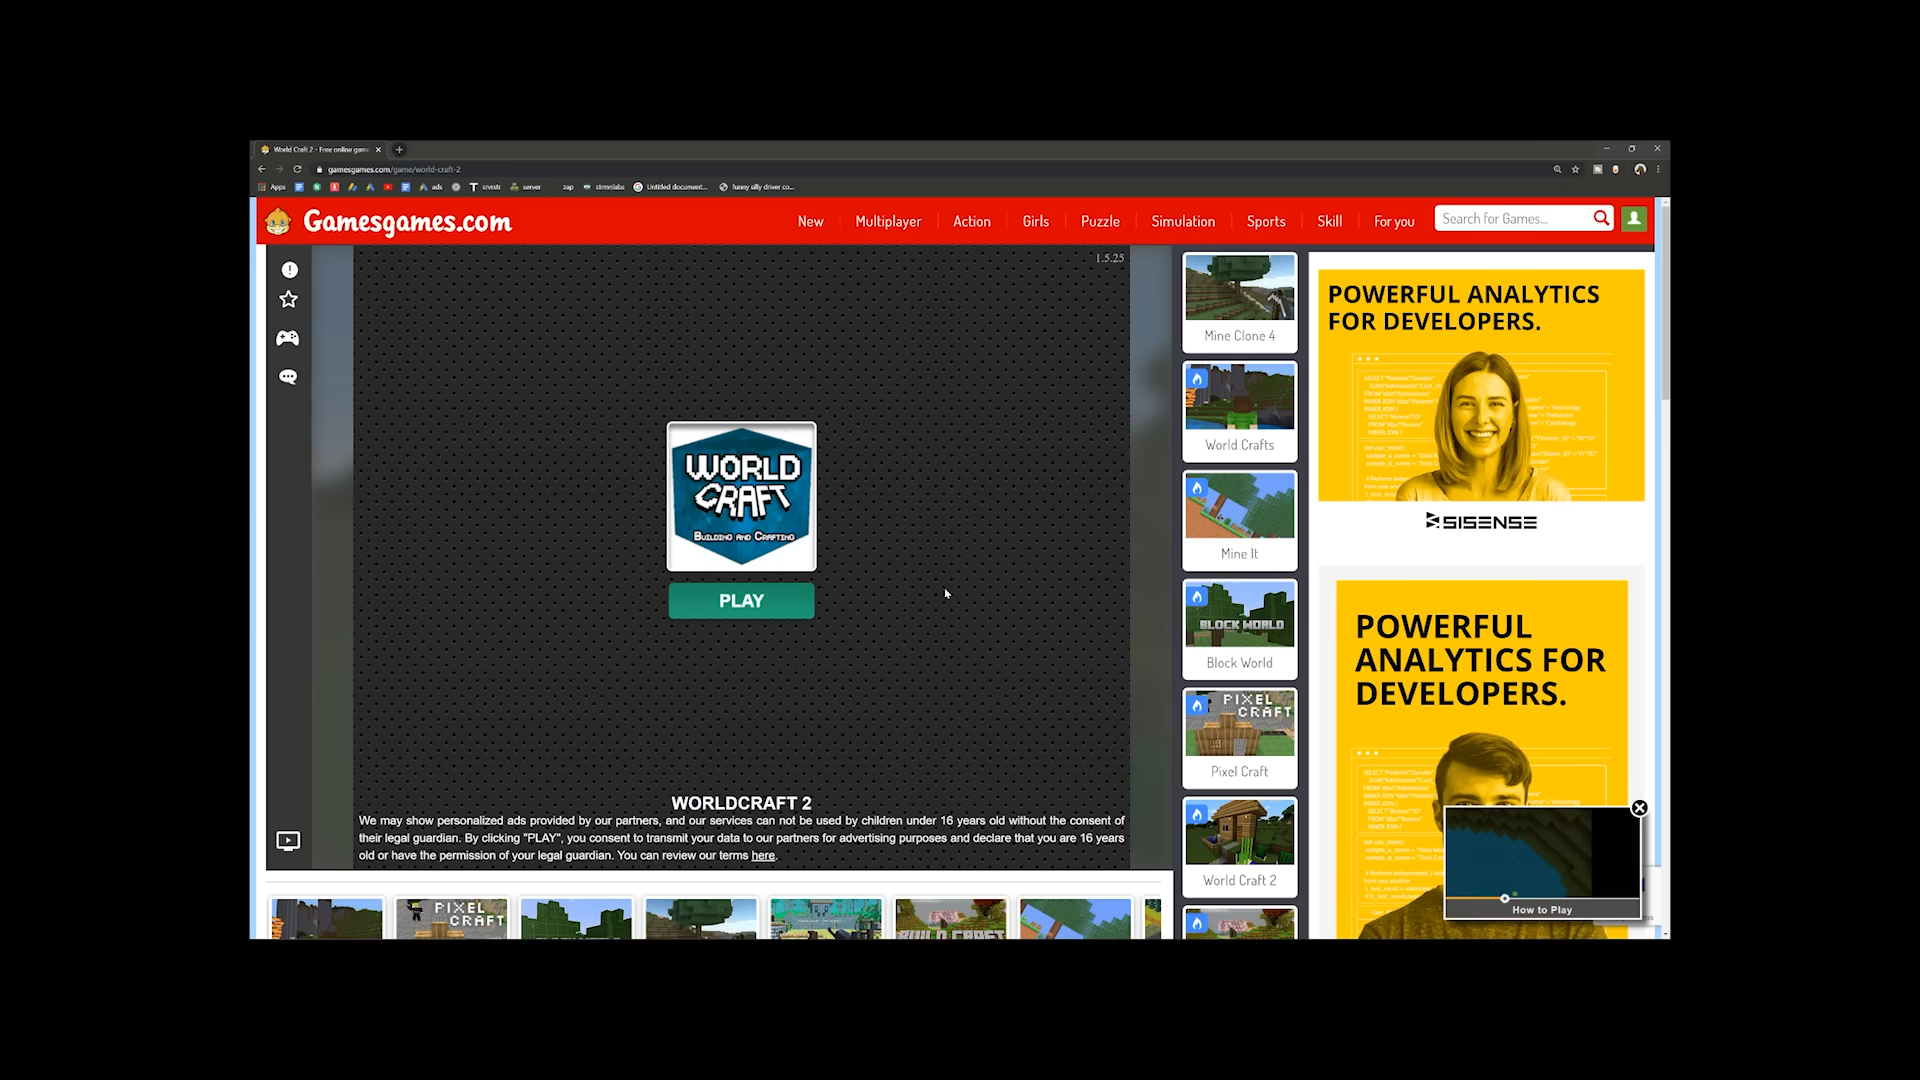 World Craft 2 - Free online gam
gamesgames.com/game/world-craft-2
Apps
ads
srvstr
server
zap
strmnlabs
Untitled document...
funny silly driver co...
Gamesgames.com
New
Multiplayer
Action
Girls
Puzzle
Simulation
Sports
Skill
For you
Search for Games...
1.5.25
WORLD
CRAFT
BUILDING AND CRAFTING
PLAY
WORLDCRAFT 2
We may show personalized ads provided by our partners, and our services can not be used by children under 16 years old without the consent of
their legal guardian. By clicking "PLAY", you consent to transmit your data to our partners for advertising purposes and declare that you are 16 years
old or have the permission of your legal guardian. You can review our terms here.
PIXEL
CRAFT
BUILD CRAFT
Mine Clone 4
World Crafts
Mine It
BLOCK WORLD
Block World
PIXEL
CRAFT
Pixel Craft
World Craft 2
POWERFUL ANALYTICS
FOR DEVELOPERS.
SISENSE
POWERFUL
ANALYTICS FOR
DEVELOPERS.
How to Play